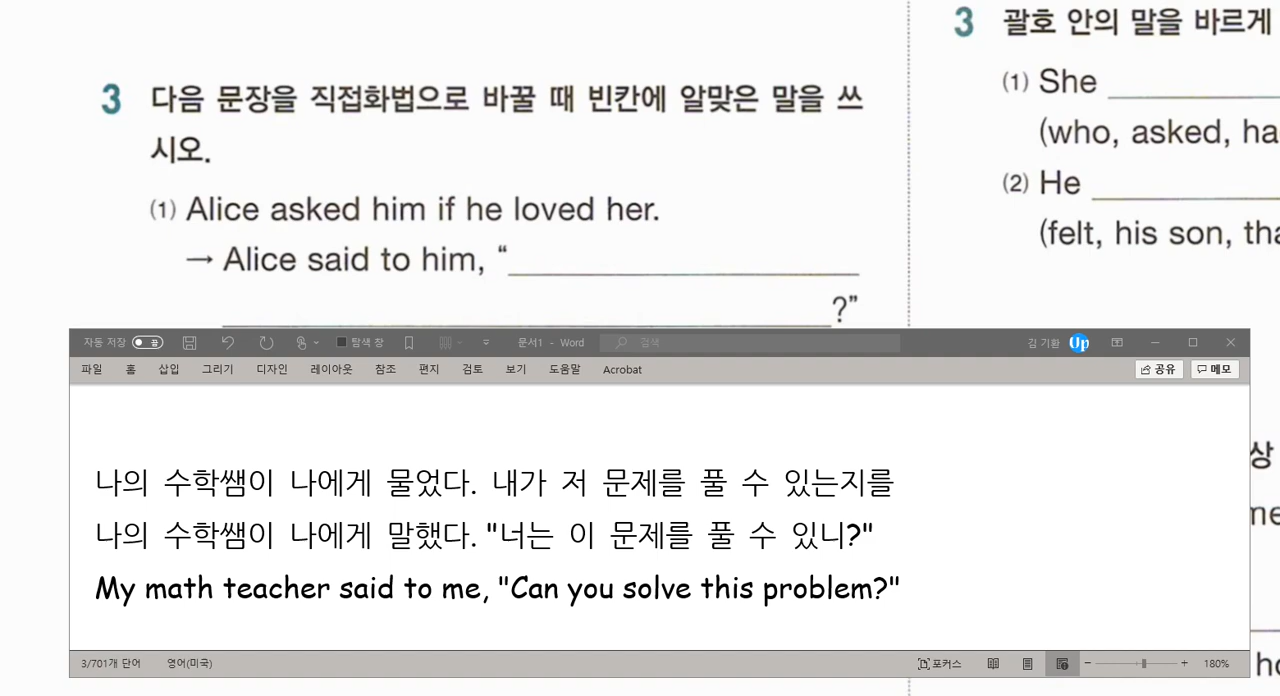 3 다음 문장을 직접화법으로 바꿀 때 빈칸에 알맞은 말을 쓰
시오.
(1) Alice asked him if he loved her.
→ Alice said to him, “
?”
3 괄호 안의 말을 바르게
(1) She
(who, asked, ha
(2) He
(felt, his son, tha
자동 저장 끔 탐색 창 문서1 - Word 검색 김 기환 Up
파일 홈 삽입 그리기 디자인 레이아웃 참조 편지 검토 보기 도움말 Acrobat 공유 메모
나의 수학쌤이 나에게 물었다. 내가 저 문제를 풀 수 있는지를
나의 수학쌤이 나에게 말했다. "너는 이 문제를 풀 수 있니?"
My math teacher said to me, "Can you solve this problem?"
3/701개 단어 영어(미국) 포커스 180%
상
me
ho